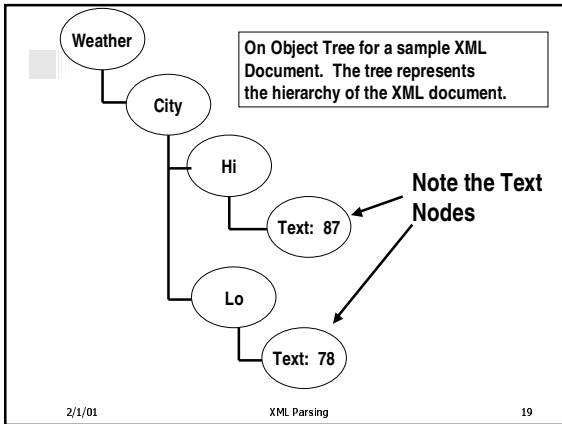 Weather
On Object Tree for a sample XML
Document. The tree represents
the hierarchy of the XML document.
City
Hi
Note the Text
Nodes
Text: 87
Lo
Text: 78
2/1/01
XML Parsing
19